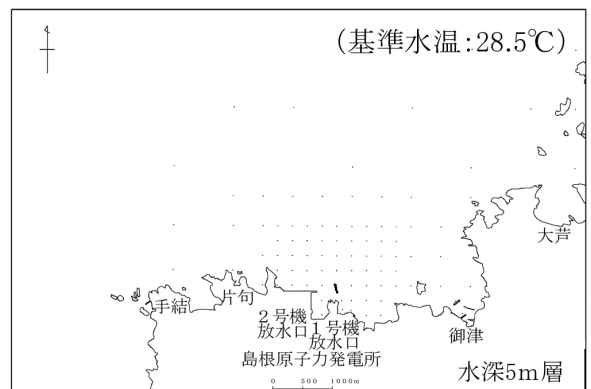 (基準水温:28.5℃)
大芦
手結
片句
2号機
放水口
1号機
放水口
御津
島根原子力発電所
0 500 1000m
水深5m層